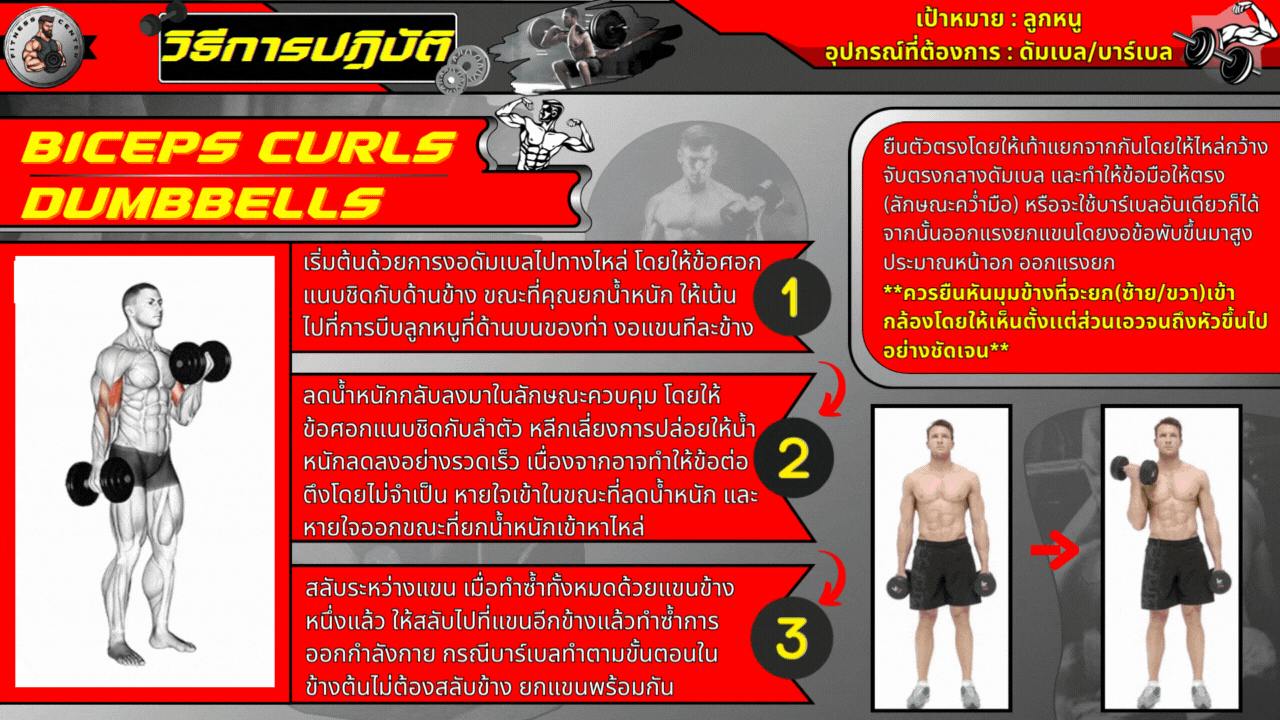 FITNESS CENTER
วิธีการปฏิบัติ
เป้าหมาย : ลูกหนู
อุปกรณ์ที่ต้องการ : ดัมเบล/บาร์เบล
BICEPS CURLS
DUMBBELLS
เริ่มต้นด้วยการงอดัมเบลไปทางไหล่ โดยให้ข้อศอก
แนบชิดกับด้านข้าง ขณะที่คุณยกน้ำหนัก ให้เน้น
ไปที่การบีบลูกหนูที่ด้านบนของท่า งอแขนทีละข้าง
1
ลดน้ำหนักกลับลงมาในลักษณะควบคุม โดยให้
ข้อศอกแนบชิดกับลำตัว หลีกเลี่ยงการปล่อยให้น้ำ
หนักลดลงอย่างรวดเร็ว เนื่องจากอาจทำให้ข้อต่อ
ตึงโดยไม่จำเป็น หายใจเข้าในขณะที่ลดน้ำหนัก และ
หายใจออกขณะที่ยกน้ำหนักเข้าหาไหล่
2
สลับระหว่างแขน เมื่อทำซ้ำทั้งหมดด้วยแขนข้าง
หนึ่งแล้ว ให้สลับไปที่แขนอีกข้างแล้วทำซ้ำการ
ออกกำลังกาย กรณีบาร์เบลทำตามขั้นตอนใน
ข้างต้นไม่ต้องสลับข้าง ยกแขนพร้อมกัน
3
ยืนตัวตรงโดยให้เท้าแยกจากกันโดยให้ไหล่กว้าง
จับตรงกลางดัมเบล และทำให้ข้อมือให้ตรง
(ลักษณะคว่ำมือ) หรือจะใช้บาร์เบลอันเดียวก็ได้
จากนั้นออกแรงยกแขนโดยงอข้อพับขึ้นมาสูง
ประมาณหน้าอก ออกแรงยก
**ควรยืนหันมุมข้างที่จะยก(ซ้าย/ขวา)เข้า
กล้องโดยให้เห็นตั้งเเต่ส่วนเอวจนถึงหัวขึ้นไป
อย่างชัดเจน**